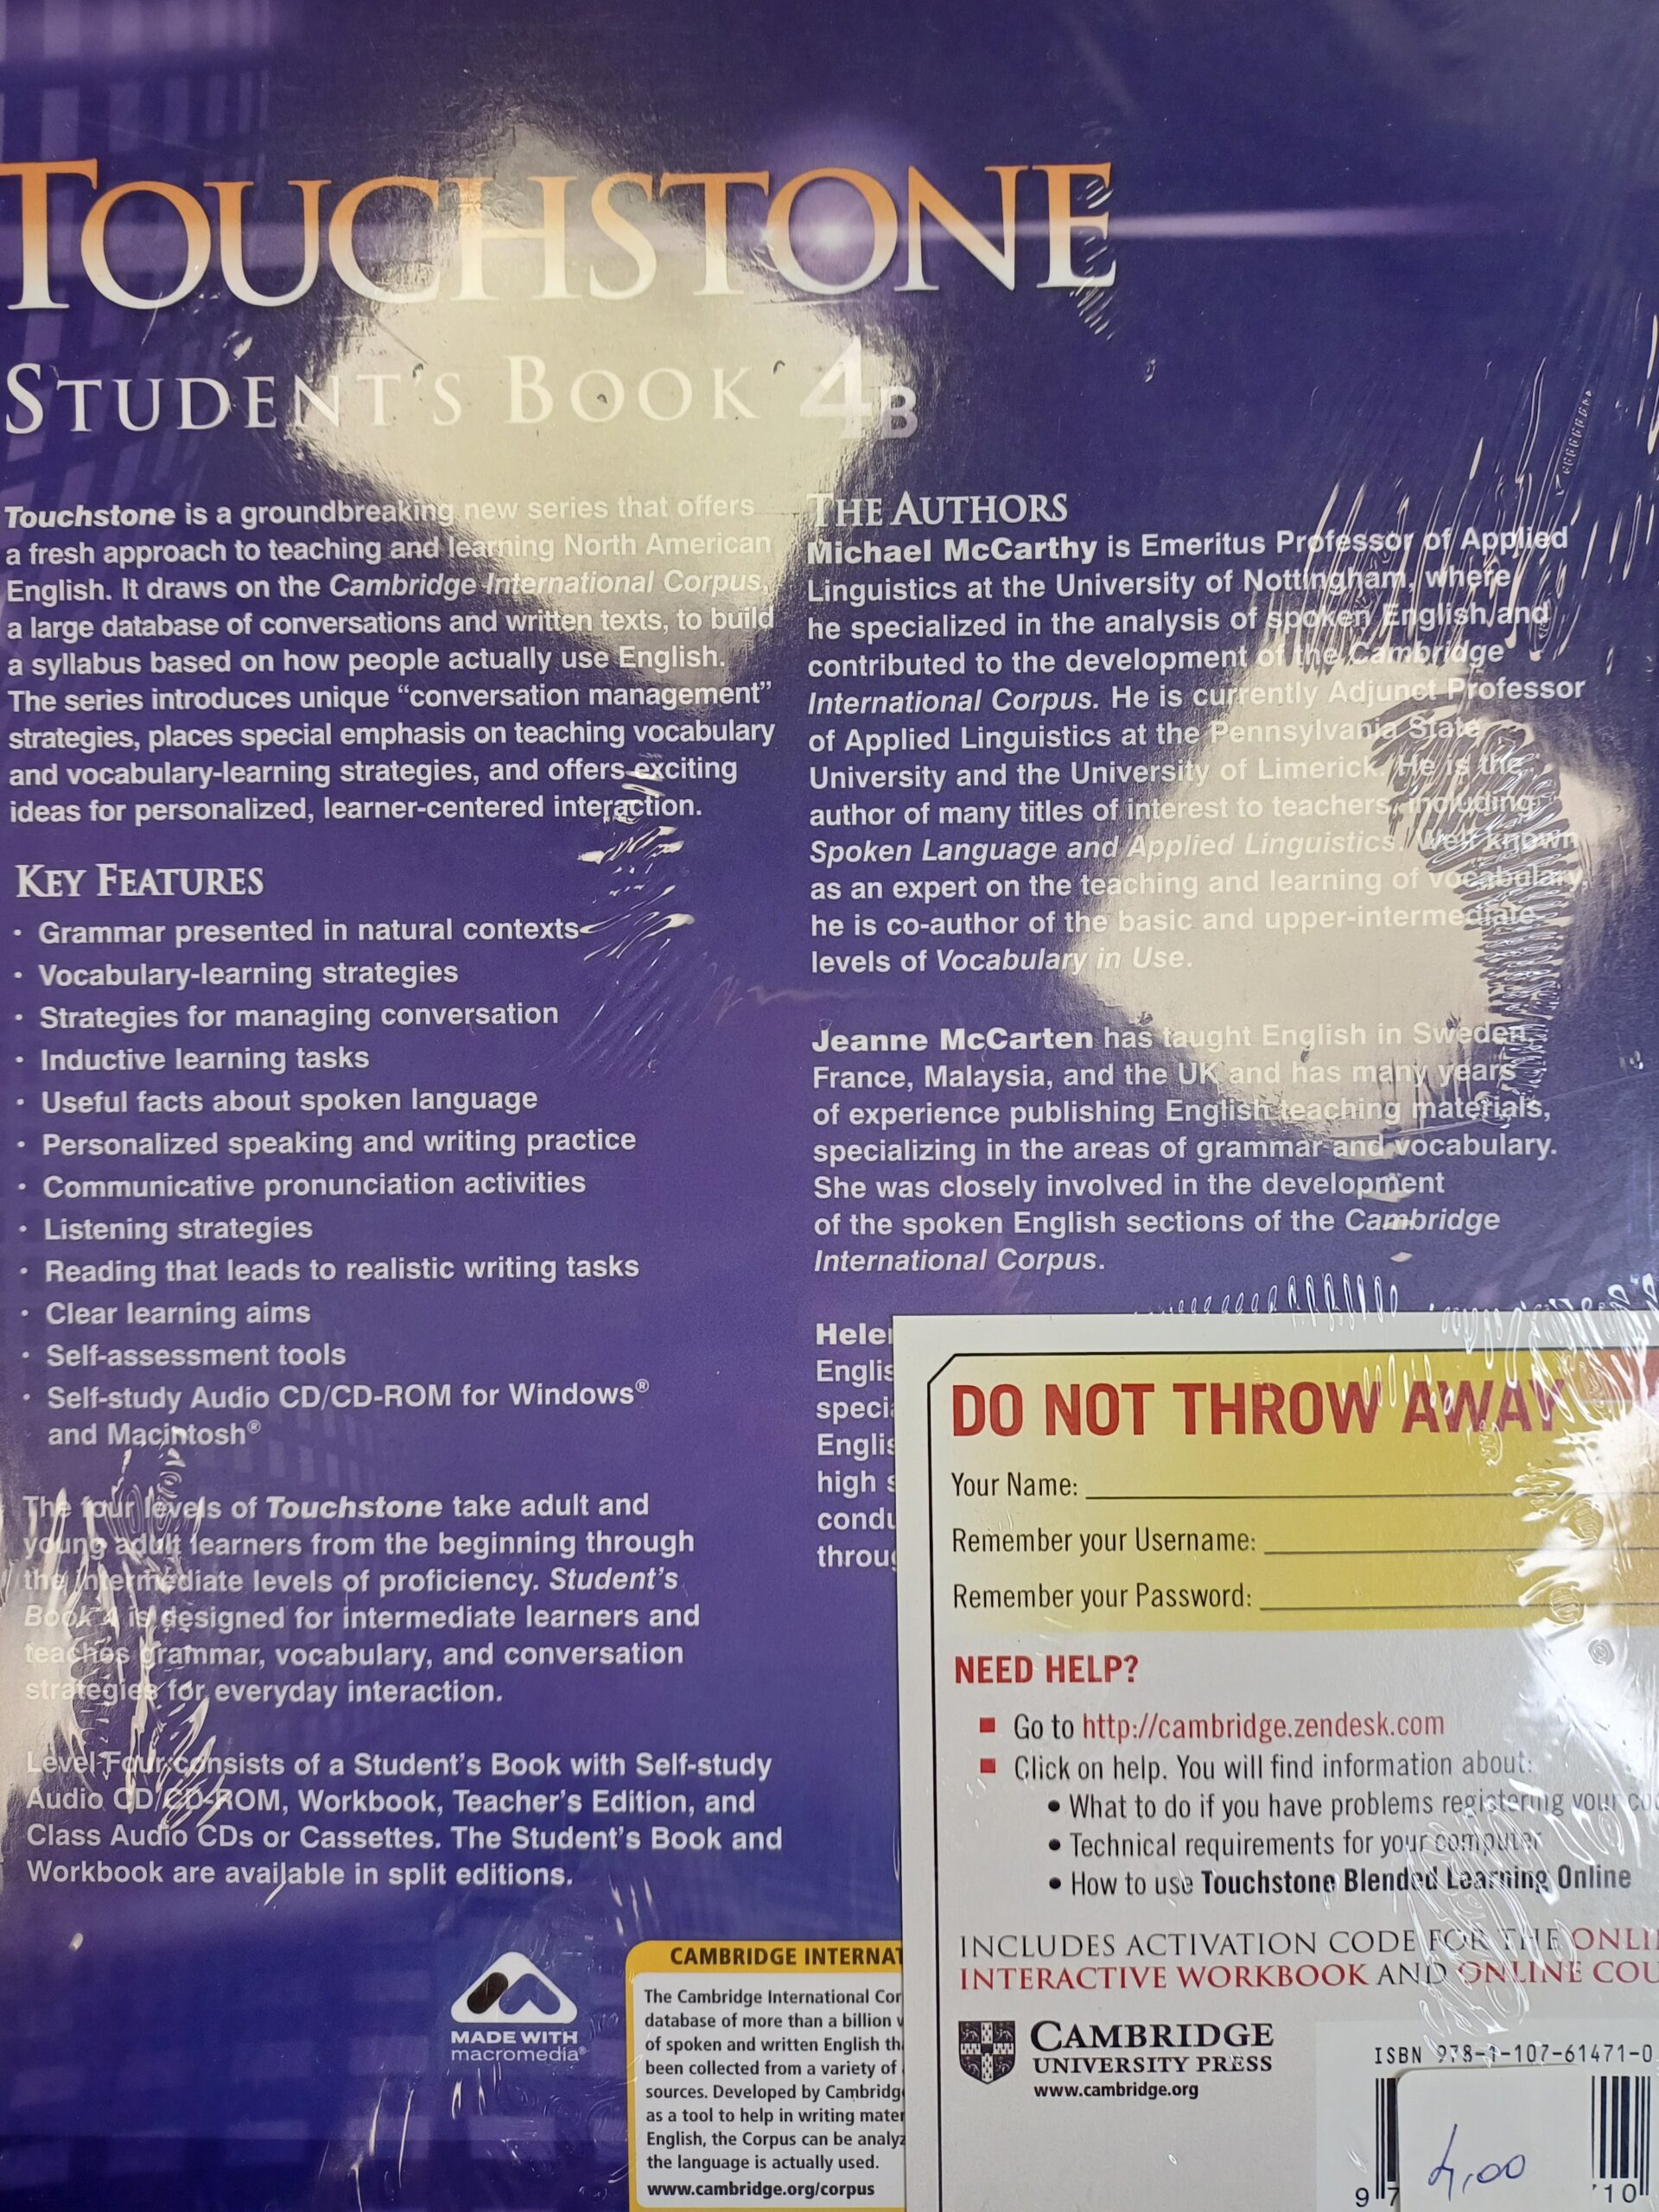 TOUCHSTONE
STUDENT'S BOOK 4B
Touchstone is a groundbreaking new series that offers
a fresh approach to teaching and learning North American
English. It draws on the Cambridge International Corpus,
a large database of conversations and written texts, to build
a syllabus based on how people actually use English.
The series introduces unique “conversation management”
strategies, places special emphasis on teaching vocabulary
and vocabulary-learning strategies, and offers exciting
ideas for personalized, learner-centered interaction.
KEY FEATURES
· Grammar presented in natural contexts
· Vocabulary-learning strategies
· Strategies for managing conversation
· Inductive learning tasks
· Useful facts about spoken language
· Personalized speaking and writing practice
· Communicative pronunciation activities
· Listening strategies
· Reading that leads to realistic writing tasks
· Clear learning aims
· Self-assessment tools
· Self-study Audio CD/CD-ROM for Windows®
and Macintosh®
The four levels of Touchstone take adult and
young adult learners from the beginning through
the intermediate levels of proficiency. Student's
Book 4 is designed for intermediate learners and
teaches grammar, vocabulary, and conversation
strategies for everyday interaction.
Level Four consists of a Student's Book with Self-study
Audio CD/CD-ROM, Workbook, Teacher's Edition, and
Class Audio CDs or Cassettes. The Student's Book and
Workbook are available in split editions.
THE AUTHORS
Michael McCarthy is Emeritus Professor of Applied
Linguistics at the University of Nottingham, where
he specialized in the analysis of spoken English, and
contributed to the development of the Cambridge
International Corpus. He is currently Adjunct Professor
of Applied Linguistics at the Pennsylvania State
University and the University of Limerick. He is the
author of many titles of interest to teachers, including
Spoken Language and Applied Linguistics. Well known
as an expert on the teaching and learning of vocabulary,
he is co-author of the basic and upper-intermediate
levels of Vocabulary in Use.
Jeanne McCarten has taught English in Sweden,
France, Malaysia, and the UK and has many years
of experience publishing English teaching materials,
specializing in the areas of grammar and vocabulary.
She was closely involved in the development
of the spoken English sections of the Cambridge
International Corpus.
Helen
Englis
speci
Englis
high s
condu
throug
MADE WITH
macromedia®
CAMBRIDGE INTERNAT
The Cambridge International Cor
database of more than a billion w
of spoken and written English tha
been collected from a variety of
sources. Developed by Cambridg
as a tool to help in writing mater
English, the Corpus can be analyz
the language is actually used.
www.cambridge.org/corpus
DO NOT THROW AWAY
Your Name:
Remember your Username:
Remember your Password:
NEED HELP?
■ Go to http://cambridge.zendesk.com
■ Click on help. You will find information about:
• What to do if you have problems registering your co
• Technical requirements for your computer
• How to use Touchstone Blended Learning Online
INCLUDES ACTIVATION CODE FOR THE ONLI
INTERACTIVE WORKBOOK AND ONLINE COU
CAMBRIDGE
UNIVERSITY PRESS
www.cambridge.org
ISBN 978-1-107-61471-0
9 7
10
4,00